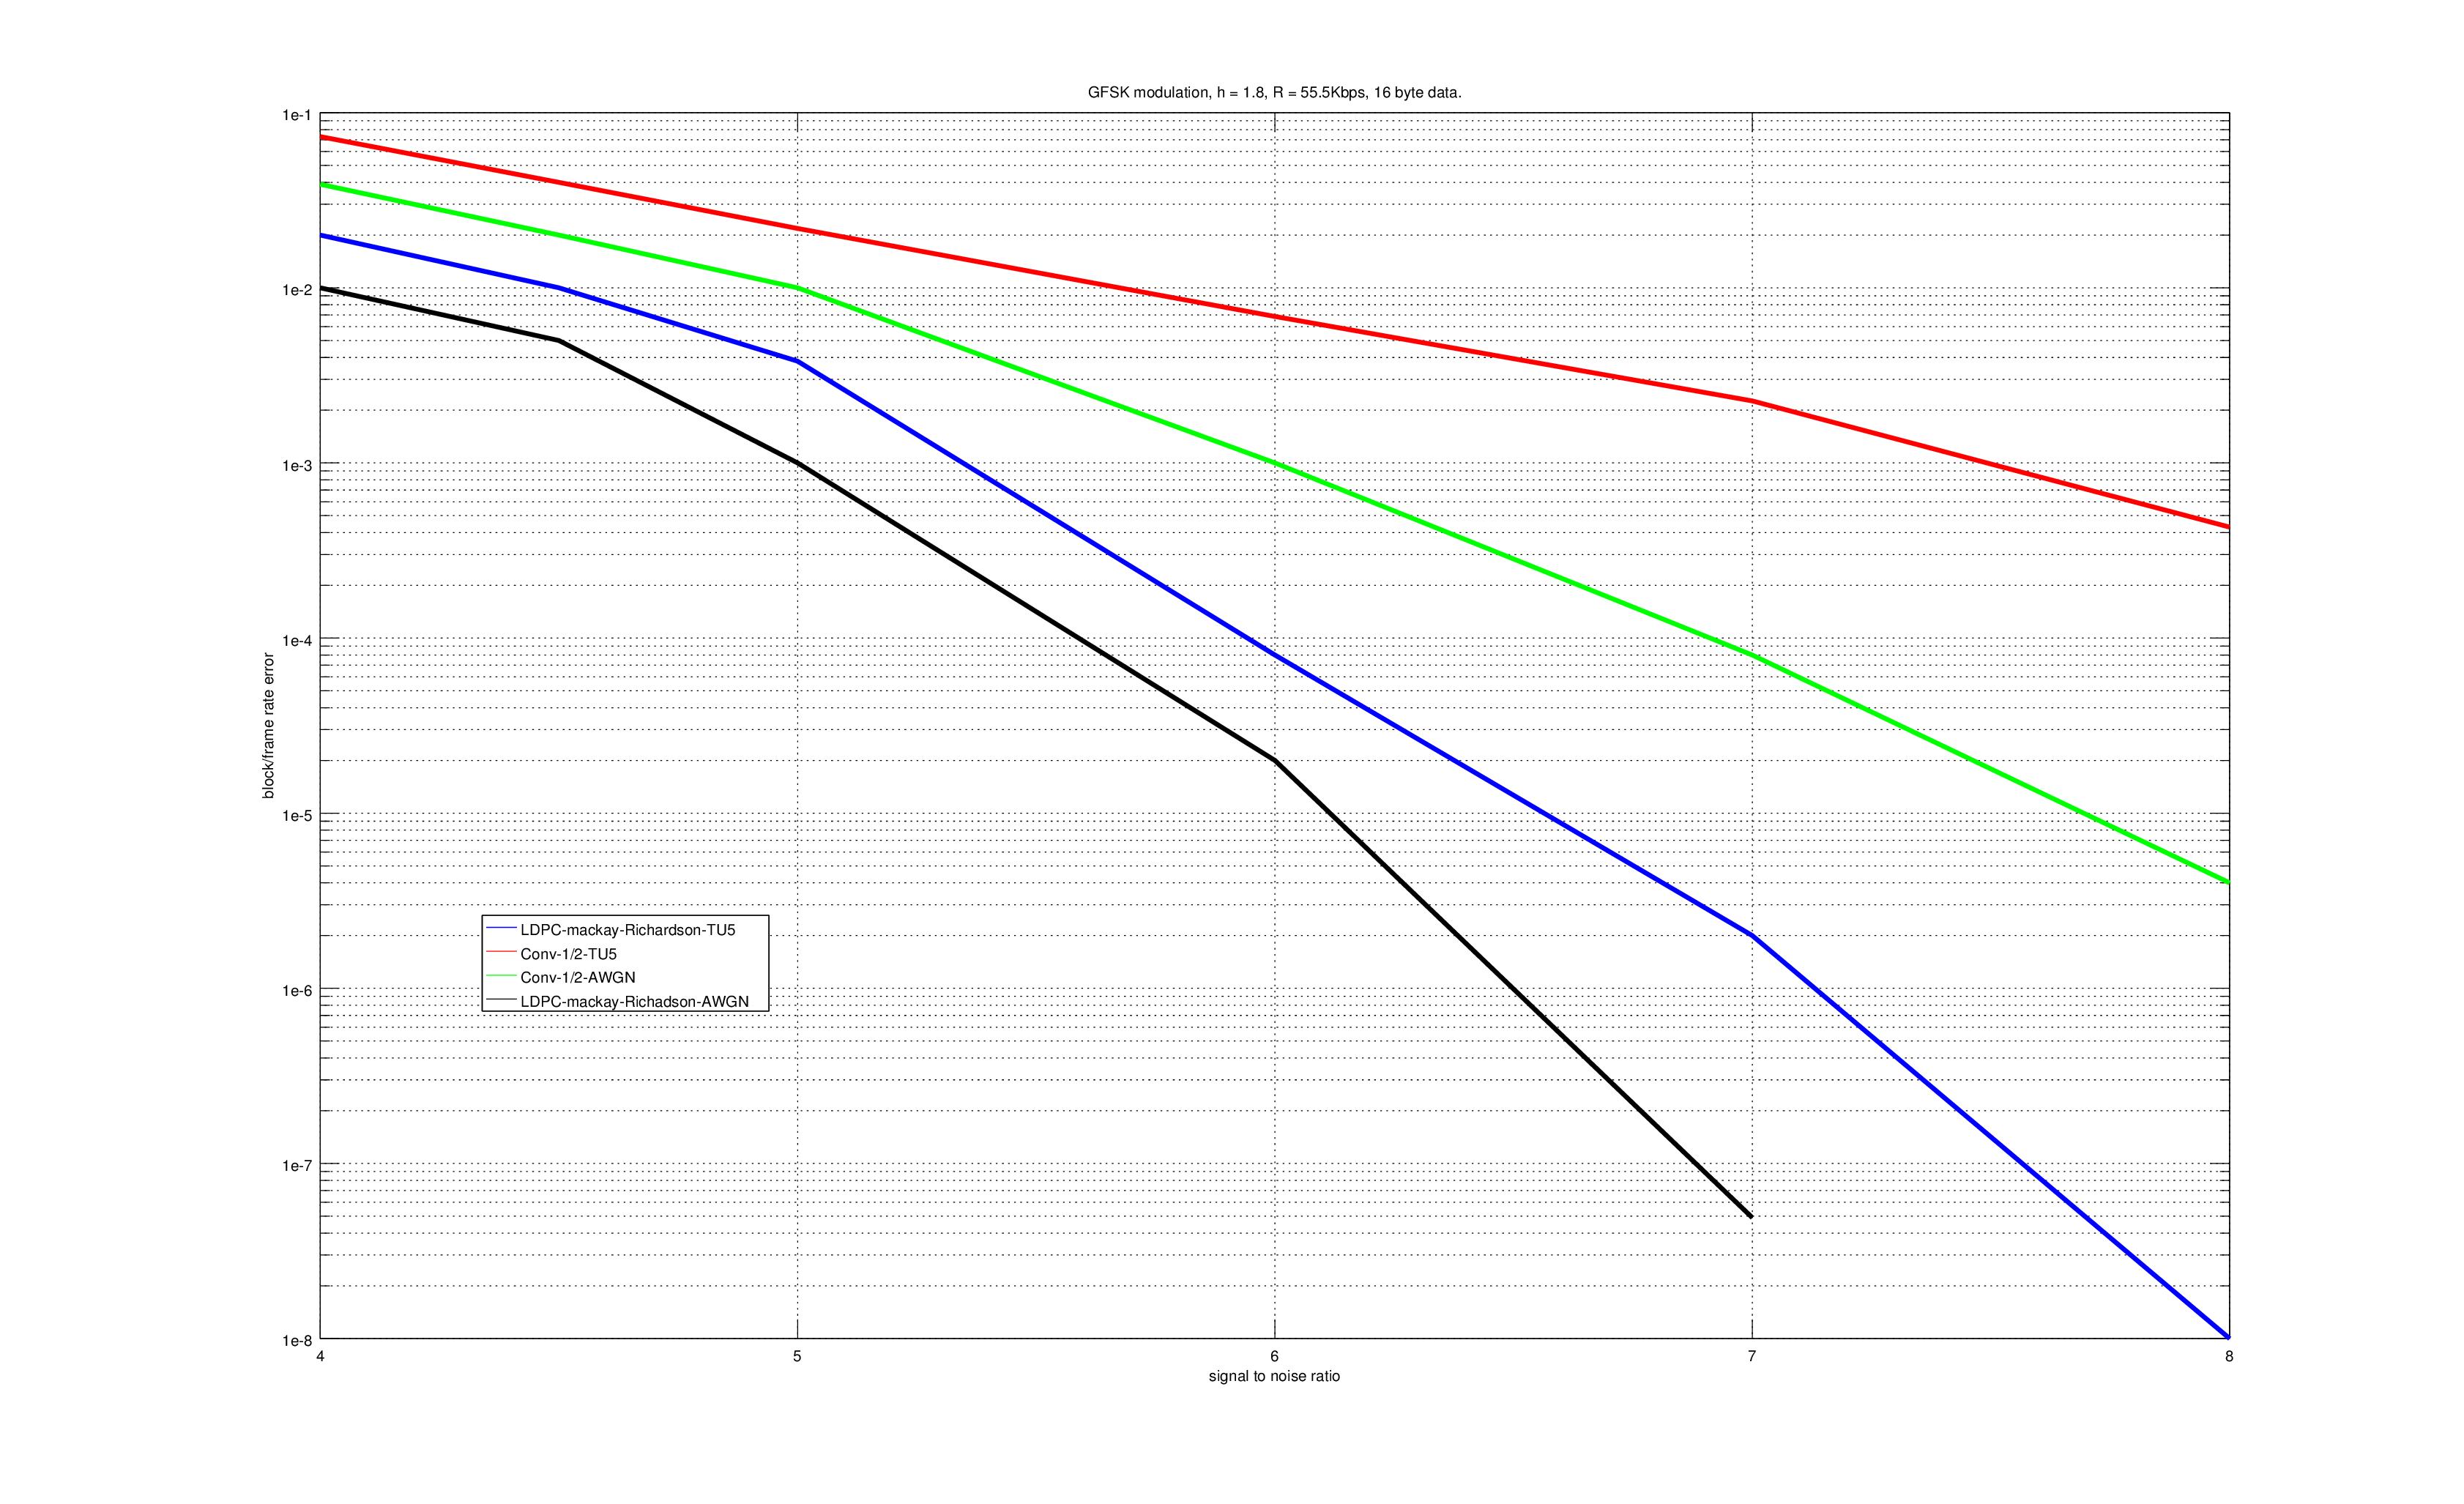 GFSK modulation, h = 1.8, R = 55.5Kbps, 16 byte data.
1e-1
1e-2
1e-3
1e-4
1e-5
1e-6
1e-7
1e-8
block/frame rate error
LDPC-mackay-Richardson-TU5
Conv-1/2-TU5
Conv-1/2-AWGN
LDPC-mackay-Richadson-AWGN
4 5 6 7 8
signal to noise ratio